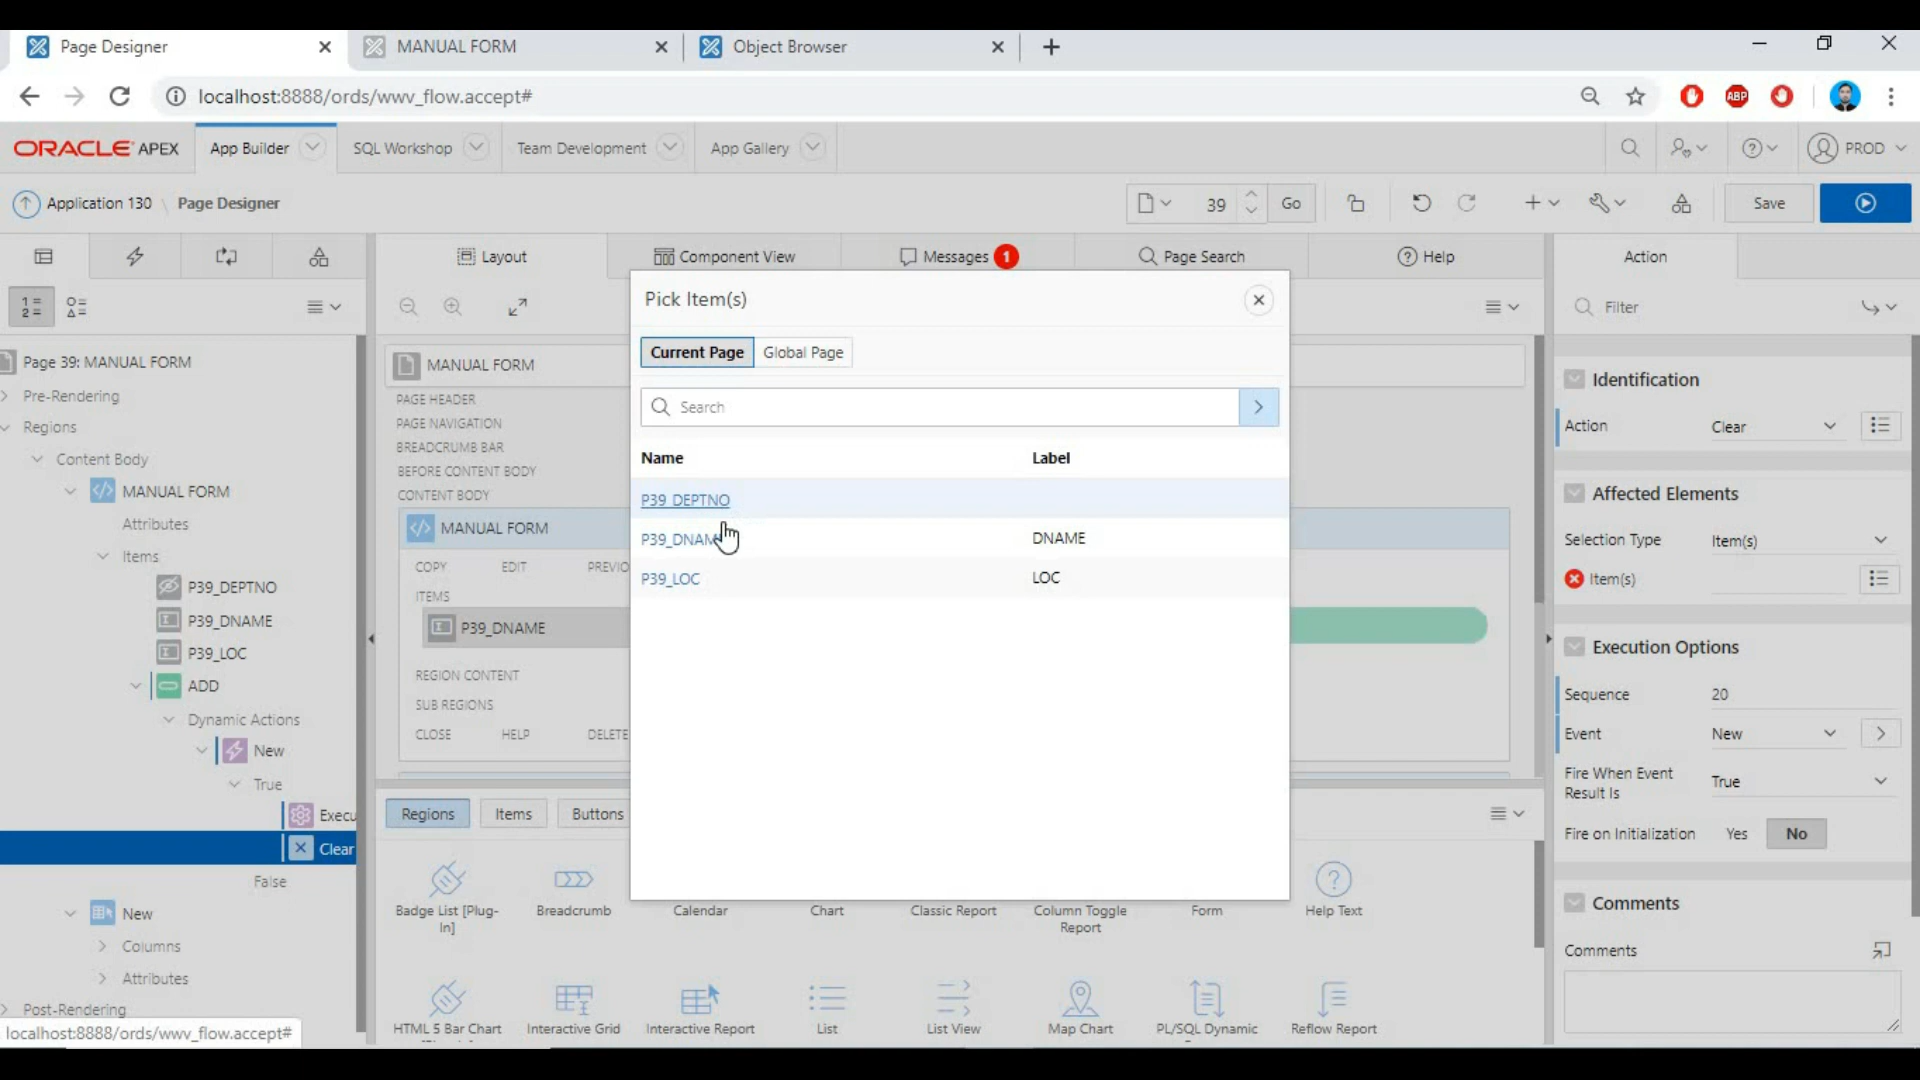 Page Designer
MANUAL FORM
Object Browser
localhost:8888/ords/wwv_flow.accept#
ABP
ORACLE APEX
App Builder
SQL Workshop
Team Development
App Gallery
PROD
Application 130 \ Page Designer
39
Go
Save
Layout
Component View
Messages 1
Page Search
Help
Action
Filter
Page 39: MANUAL FORM
Pre-Rendering
Regions
Content Body
MANUAL FORM
Attributes
Items
P39_DEPTNO
P39_DNAME
P39_LOC
ADD
Dynamic Actions
New
True
Execu
Clear
False
New
Columns
Attributes
Post-Rendering
localhost:8888/ords/wwv_flow.accept#
MANUAL FORM
PAGE HEADER
PAGE NAVIGATION
BREADCRUMB BAR
BEFORE CONTENT BODY
CONTENT BODY
MANUAL FORM
COPY EDIT PREVIO
ITEMS
P39_DNAME
REGION CONTENT
SUB REGIONS
CLOSE HELP DELETE
Regions Items Buttons
Badge List [Plug-
In]
Breadcrumb
Calendar
Chart
Classic Report
Column Toggle
Report
Form
Help Text
HTML 5 Bar Chart
Interactive Grid
Interactive Report
List
List View
Map Chart
PL/SQL Dynamic
Reflow Report
Pick Item(s)
Current Page Global Page
Search
Name Label
P39_DEPTNO
P39_DNAM DNAME
P39_LOC LOC
Identification
Action Clear
Affected Elements
Selection Type Item(s)
Item(s)
Execution Options
Sequence 20
Event New
Fire When Event
Result Is
True
Fire on Initialization Yes No
Comments
Comments